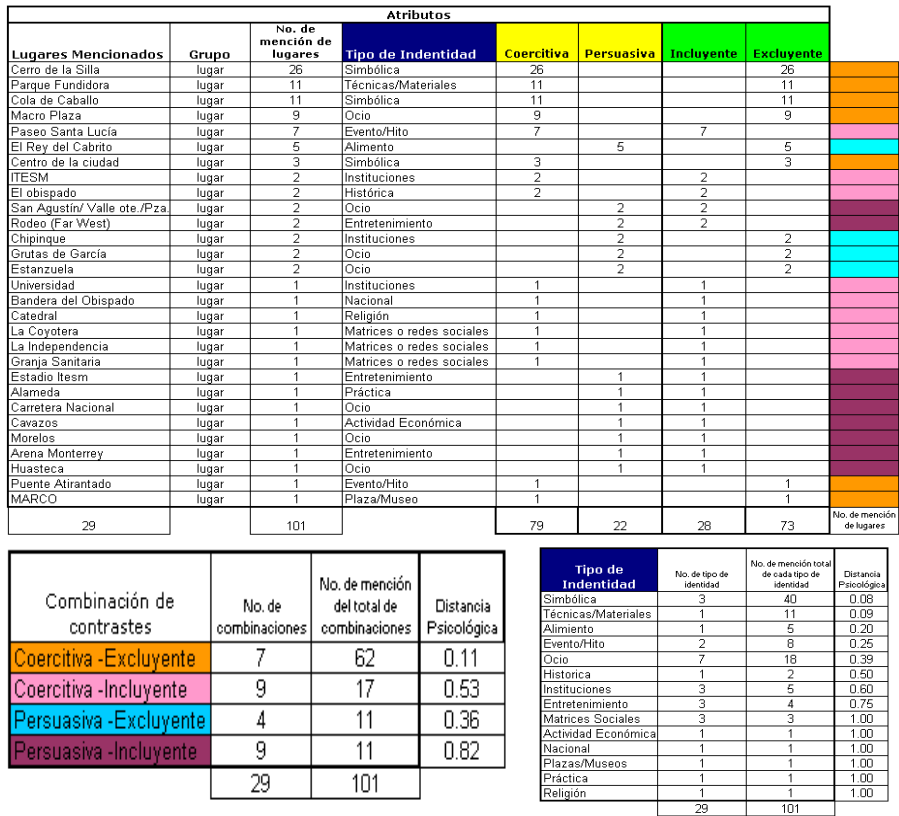 Atributos
Lugares Mencionados Grupo No. de mención de lugares Tipo de Indentidad Coercitiva Persuasiva Incluyente Excluyente
Cerro de la Silla lugar 26 Simbólica 26 26
Parque Fundidora lugar 11 Técnicas/Materiales 11 11
Cola de Caballo lugar 11 Simbólica 11 11
Macro Plaza lugar 9 Ocio 9 9
Paseo Santa Lucía lugar 7 Evento/Hito 7 7
El Rey del Cabrito lugar 5 Alimento 5 5
Centro de la ciudad lugar 3 Simbólica 3 3
ITESM lugar 2 Instituciones 2 2
El obispado lugar 2 Histórica 2 2
San Agustín/ Valle ote./Pza. lugar 2 Ocio 2 2
Rodeo (Far West) lugar 2 Entretenimiento 2 2
Chipinque lugar 2 Instituciones 2 2
Grutas de García lugar 2 Ocio 2 2
Estanzuela lugar 2 Ocio 2 2
Universidad lugar 1 Instituciones 1 1
Bandera del Obispado lugar 1 Nacional 1 1
Catedral lugar 1 Religión 1 1
La Coyotera lugar 1 Matrices o redes sociales 1 1
La Independencia lugar 1 Matrices o redes sociales 1 1
Granja Sanitaria lugar 1 Matrices o redes sociales 1 1
Estadio Itesm lugar 1 Entretenimiento 1 1
Alameda lugar 1 Práctica 1 1
Carretera Nacional lugar 1 Ocio 1 1
Cavazos lugar 1 Actividad Económica 1 1
Morelos lugar 1 Ocio 1 1
Arena Monterrey lugar 1 Entretenimiento 1 1
Huasteca lugar 1 Ocio 1 1
Puente Atirantado lugar 1 Evento/Hito 1 1
MARCO lugar 1 Plaza/Museo 1 1
29 101 79 22 28 73 No. de mención de lugares
Combinación de contrastes No. de combinaciones No. de mención del total de combinaciones Distancia Psicológica
Coercitiva -Excluyente 7 62 0.11
Coercitiva -Incluyente 9 17 0.53
Persuasiva -Excluyente 4 11 0.36
Persuasiva -Incluyente 9 11 0.82
29 101
Tipo de Indentidad No. de tipo de identidad No. de mención total de cada tipo de identidad Distancia Psicológica
Simbólica 3 40 0.08
Técnicas/Materiales 1 11 0.09
Alimiento 1 5 0.20
Evento/Hito 2 8 0.25
Ocio 7 18 0.39
Historica 1 2 0.50
Instituciones 3 5 0.60
Entretenimiento 3 4 0.75
Matrices Sociales 3 3 1.00
Actividad Económica 1 1 1.00
Nacional 1 1 1.00
Plazas/Museos 1 1 1.00
Práctica 1 1 1.00
Religión 1 1 1.00
29 101